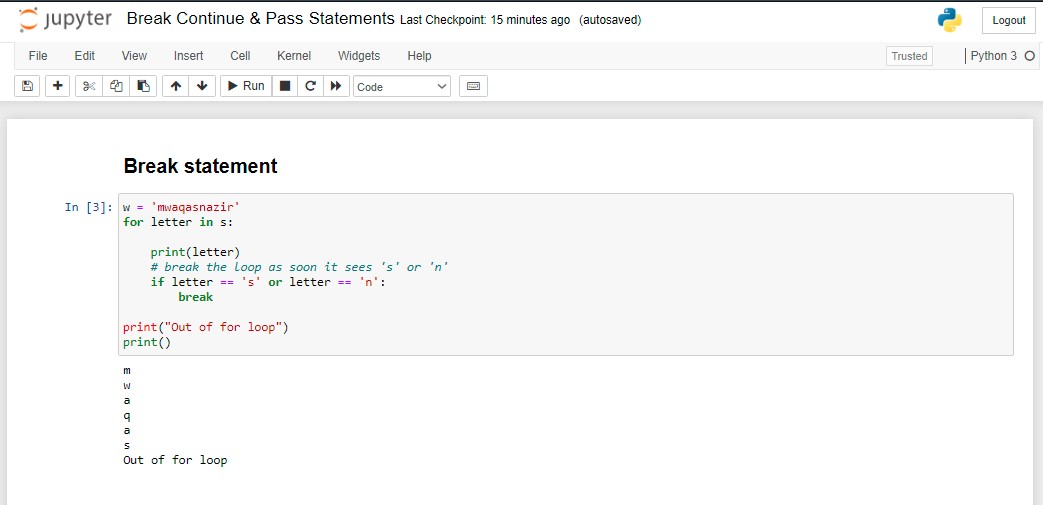 jupyter Break Continue & Pass Statements Last Checkpoint: 15 minutes ago (autosaved) Logout
File Edit View Insert Cell Kernel Widgets Help Trusted Python 3
Run Code
Break statement
In [3]: w = 'mwaqasnazir'
for letter in s:
print(letter)
# break the loop as soon it sees 's' or 'n'
if letter == 's' or letter == 'n':
break
print("Out of for loop")
print()
m
w
a
q
a
s
Out of for loop